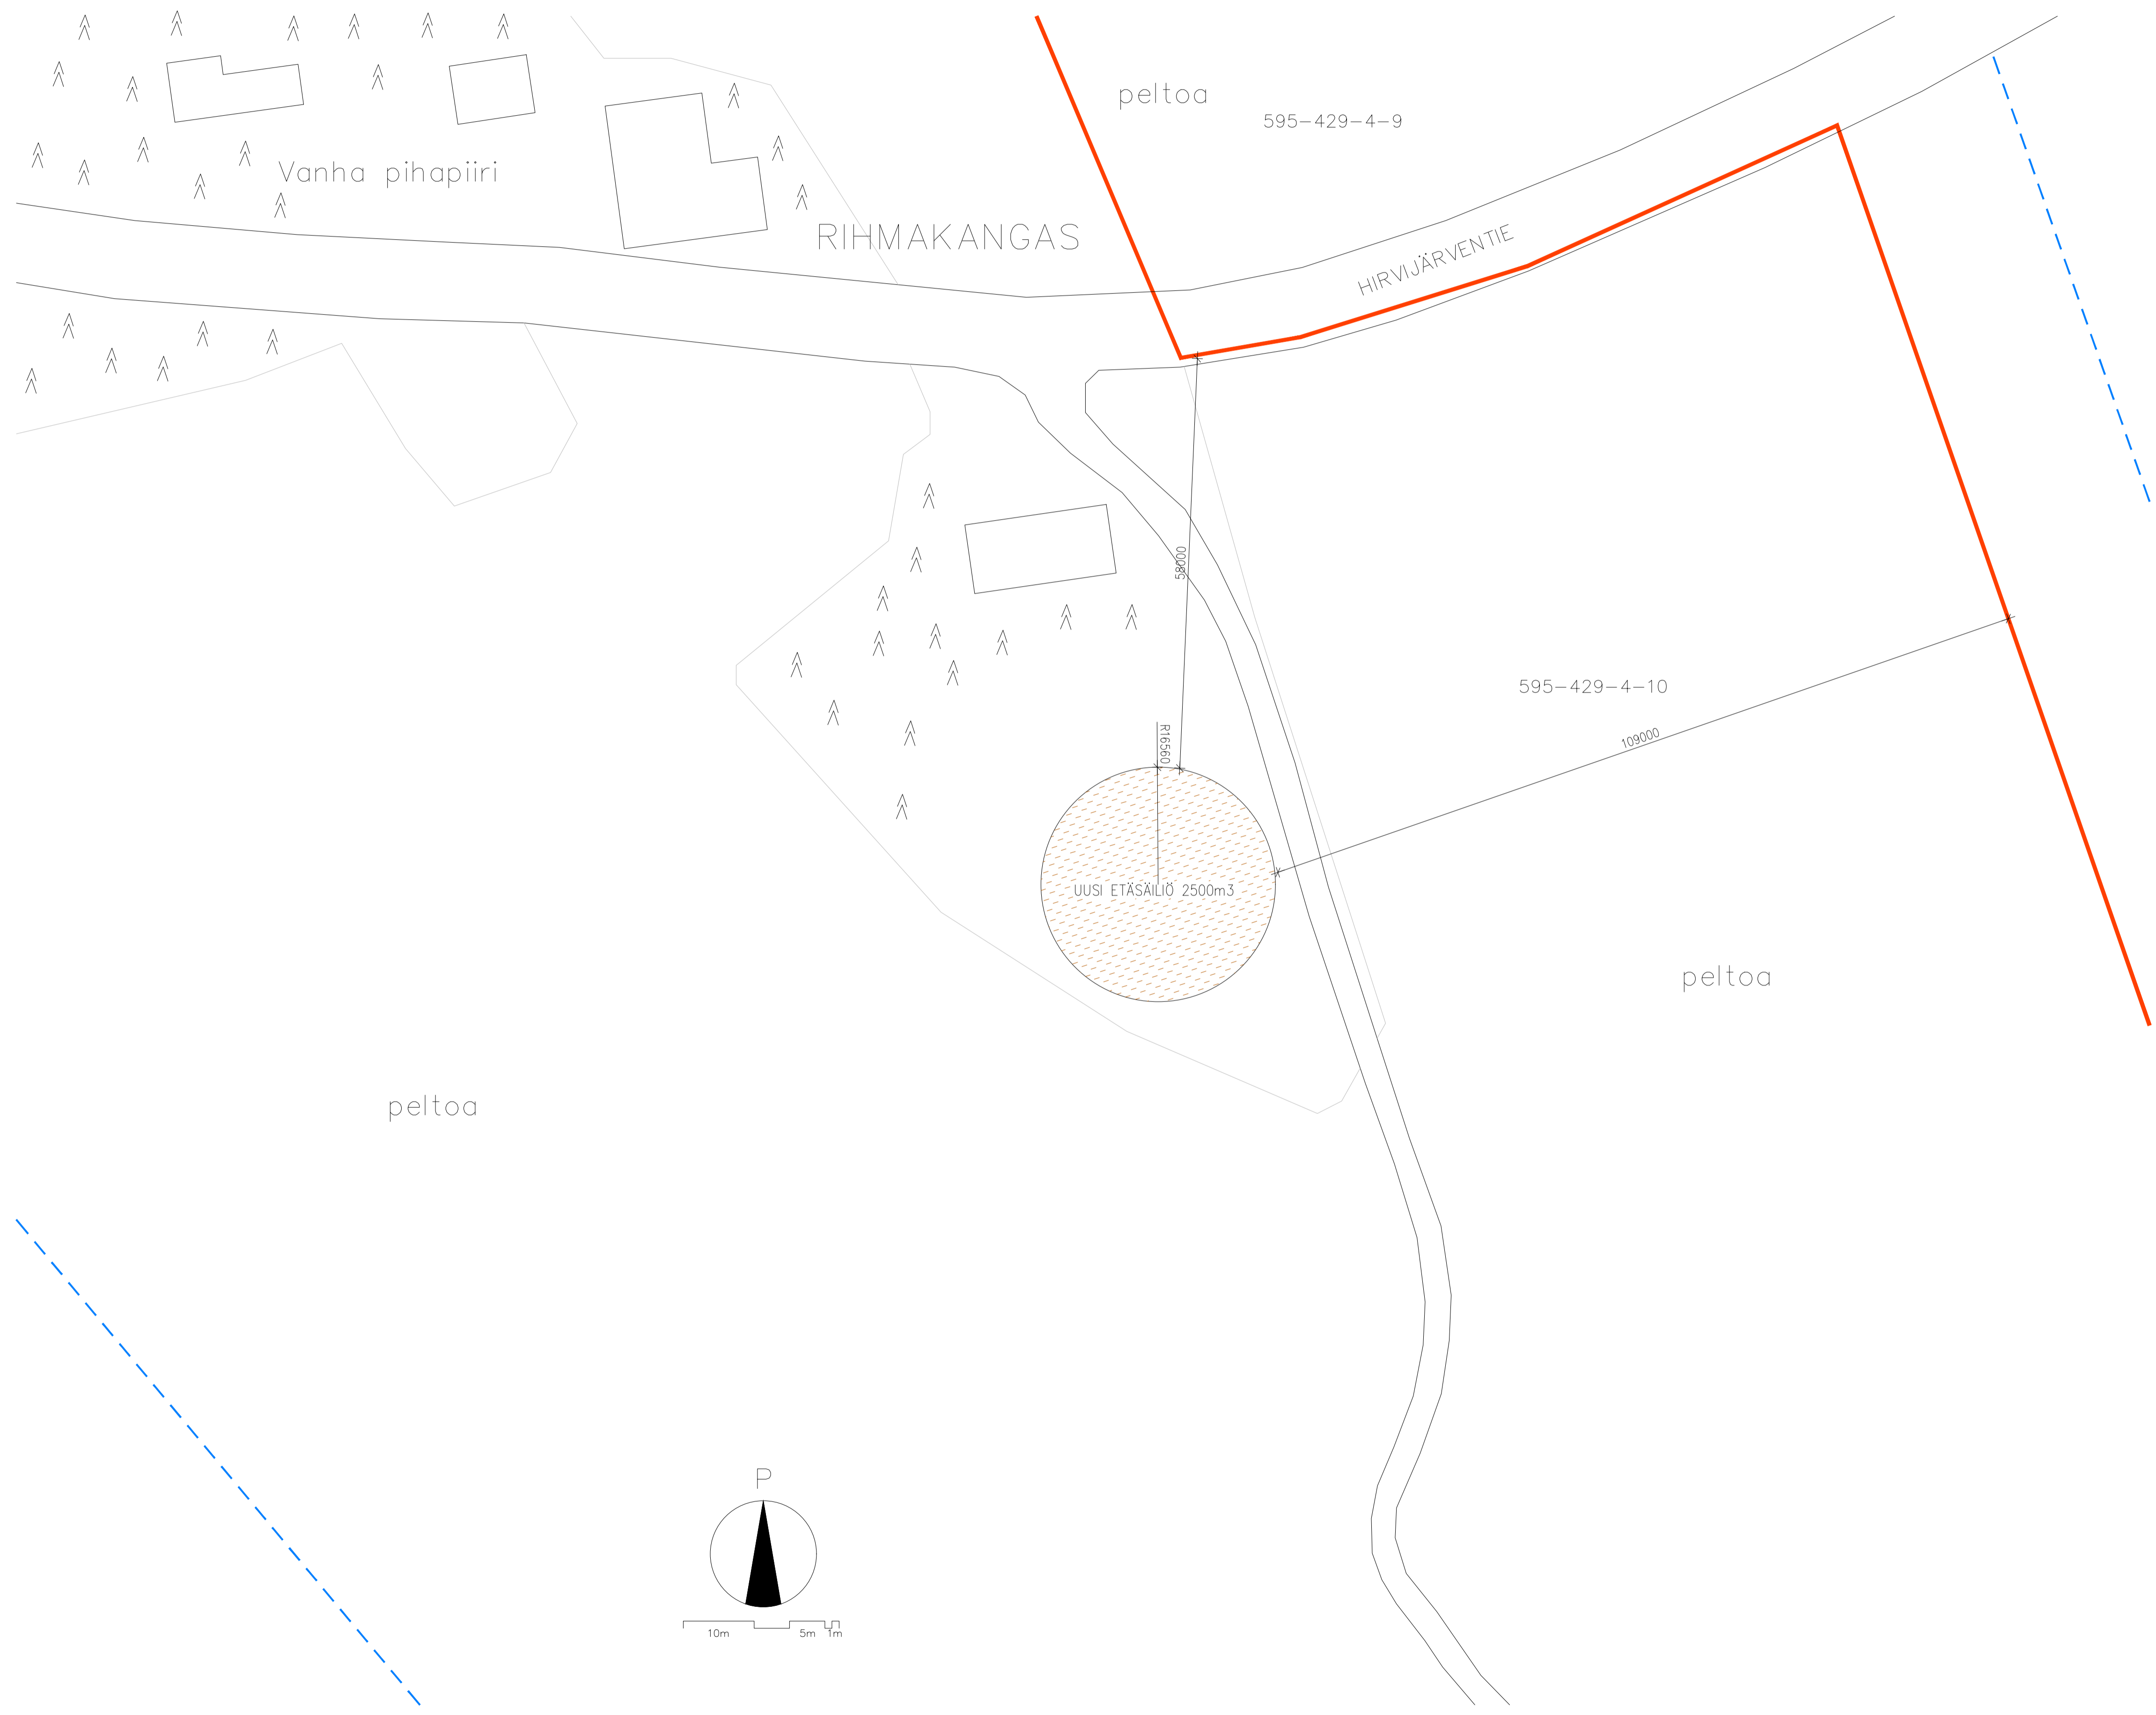 peltoa
595-429-4-9
Vanha pihapiiri
RIHMAKANGAS
HIRVIJÄRVENTIE
58000
595-429-4-10
109000
R16560
UUSI ETÄSÄILIÖ 2500m3
peltoa
peltoa
P
10m 5m 1m